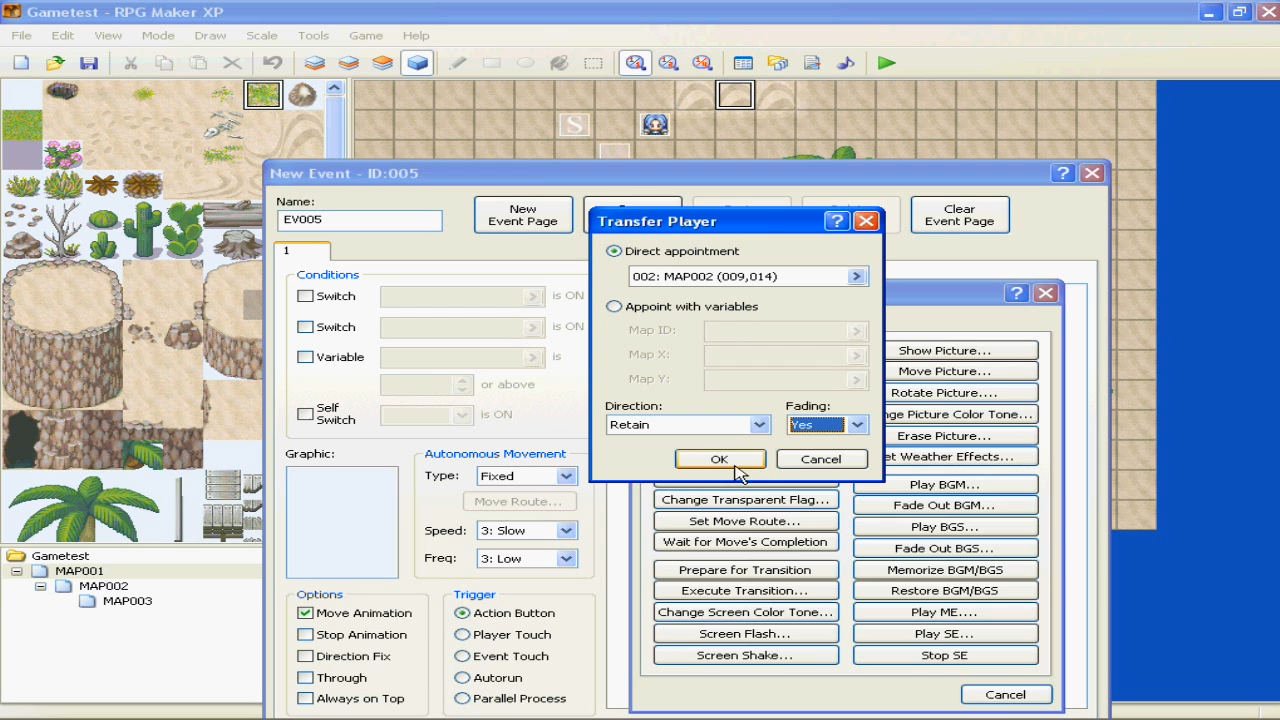 Gametest - RPG Maker XP
File Edit View Mode Draw Scale Tools Game Help
S
New Event - ID:005
Name:
EV005
New
Event Page
Clear
Event Page
1
Conditions
Switch
is ON
Switch
is ON
Variable
is
or above
Self
Switch
is ON
Graphic:
Autonomous Movement
Type: Fixed
Move Route...
Speed: 3: Slow
Freq: 3: Low
Options
Move Animation
Stop Animation
Direction Fix
Through
Always on Top
Trigger
Action Button
Player Touch
Event Touch
Autorun
Parallel Process
Transfer Player
Direct appointment
002: MAP002 (009,014)
Appoint with variables
Map ID:
Map X:
Map Y:
Direction:
Fading:
Retain
Yes
OK
Cancel
Show Picture...
Move Picture...
Rotate Picture...
nge Picture Color Tone...
Erase Picture...
et Weather Effects...
Change Transparent Flag...
Play BGM...
Set Move Route...
Fade Out BGM...
Wait for Move's Completion
Play BGS...
Fade Out BGS...
Prepare for Transition
Memorize BGM/BGS
Execute Transition...
Restore BGM/BGS
Change Screen Color Tone...
Play ME....
Screen Flash...
Play SE...
Screen Shake...
Stop SE
Cancel
Gametest
MAP001
MAP002
MAP003